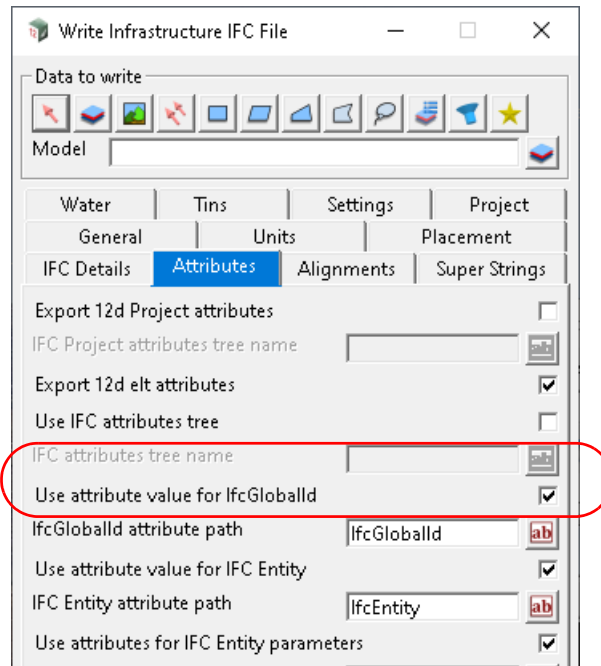 Write Infrastructure IFC File
Data to write
Model
Water Tins Settings Project
General Units Placement
IFC Details Attributes Alignments Super Strings
Export 12d Project attributes
IFC Project attributes tree name
Export 12d elt attributes
Use IFC attributes tree
IFC attributes tree name
Use attribute value for IfcGlobalId
IfcGlobalId attribute path IfcGlobalId ab
Use attribute value for IFC Entity
IFC Entity attribute path IfcEntity ab
Use attributes for IFC Entity parameters